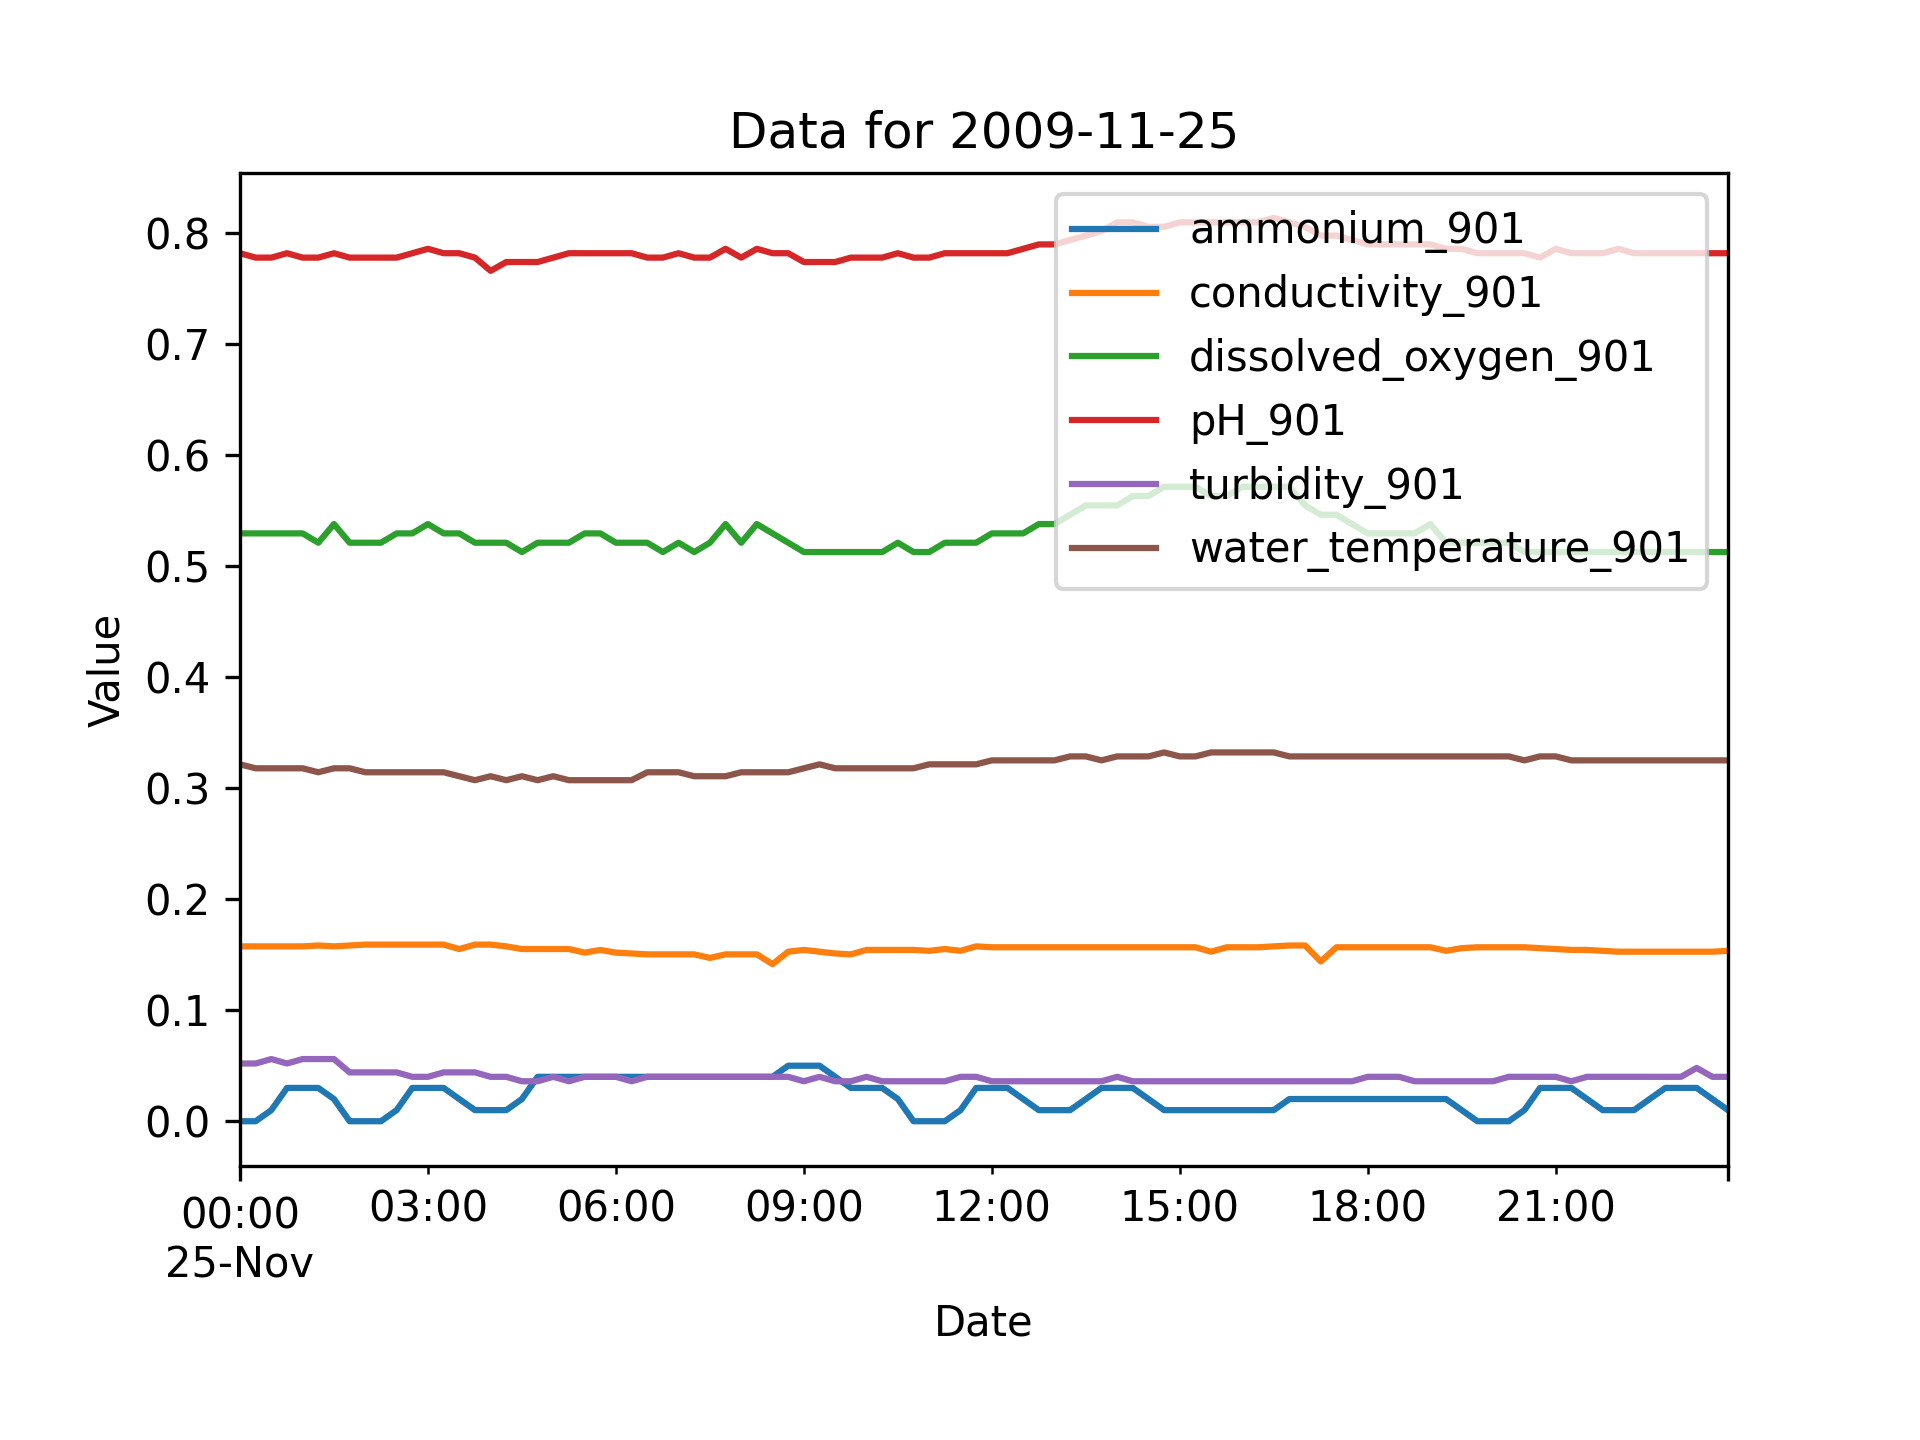 Data for 2009-11-25
ammonium_901
conductivity_901
dissolved_oxygen_901
pH_901
turbidity_901
water_temperature_901
0.8
0.7
0.6
0.5
0.4
0.3
0.2
0.1
0.0
Value
00:00 03:00 06:00 09:00 12:00 15:00 18:00 21:00
25-Nov
Date